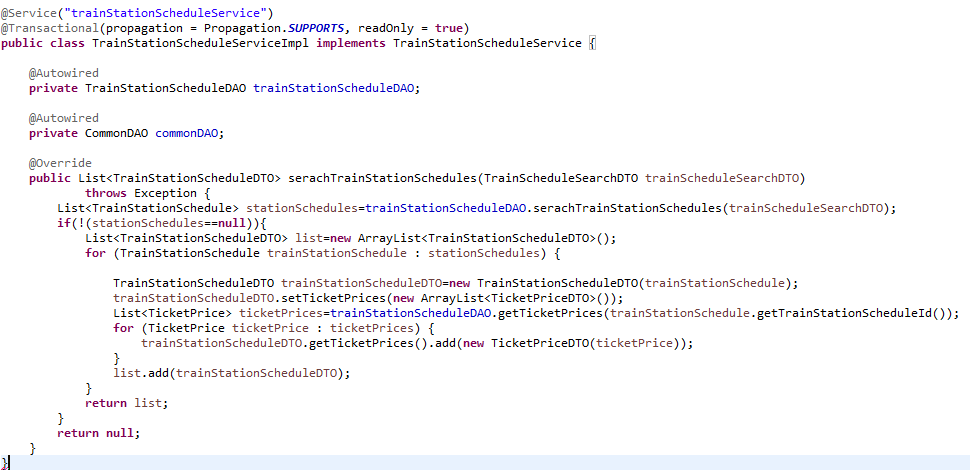 @Service("trainStationScheduleService")
@Transactional(propagation = Propagation.SUPPORTS, readOnly = true)
public class TrainStationScheduleServiceImpl implements TrainStationScheduleService {
@Autowired
private TrainStationScheduleDAO trainStationScheduleDAO;
@Autowired
private CommonDAO commonDAO;
@Override
public List<TrainStationScheduleDTO> serachTrainStationSchedules(TrainScheduleSearchDTO trainScheduleSearchDTO)
throws Exception {
List<TrainStationSchedule> stationSchedules=trainStationScheduleDAO.serachTrainStationSchedules(trainScheduleSearchDTO);
if(!(stationSchedules==null)){
List<TrainStationScheduleDTO> list=new ArrayList<TrainStationScheduleDTO>();
for (TrainStationSchedule trainStationSchedule : stationSchedules) {
TrainStationScheduleDTO trainStationScheduleDTO=new TrainStationScheduleDTO(trainStationSchedule);
trainStationScheduleDTO.setTicketPrices(new ArrayList<TicketPriceDTO>());
List<TicketPrice> ticketPrices=trainStationScheduleDAO.getTicketPrices(trainStationSchedule.getTrainStationScheduleId());
for (TicketPrice ticketPrice : ticketPrices) {
trainStationScheduleDTO.getTicketPrices().add(new TicketPriceDTO(ticketPrice));
}
list.add(trainStationScheduleDTO);
}
return list;
}
return null;
}
}